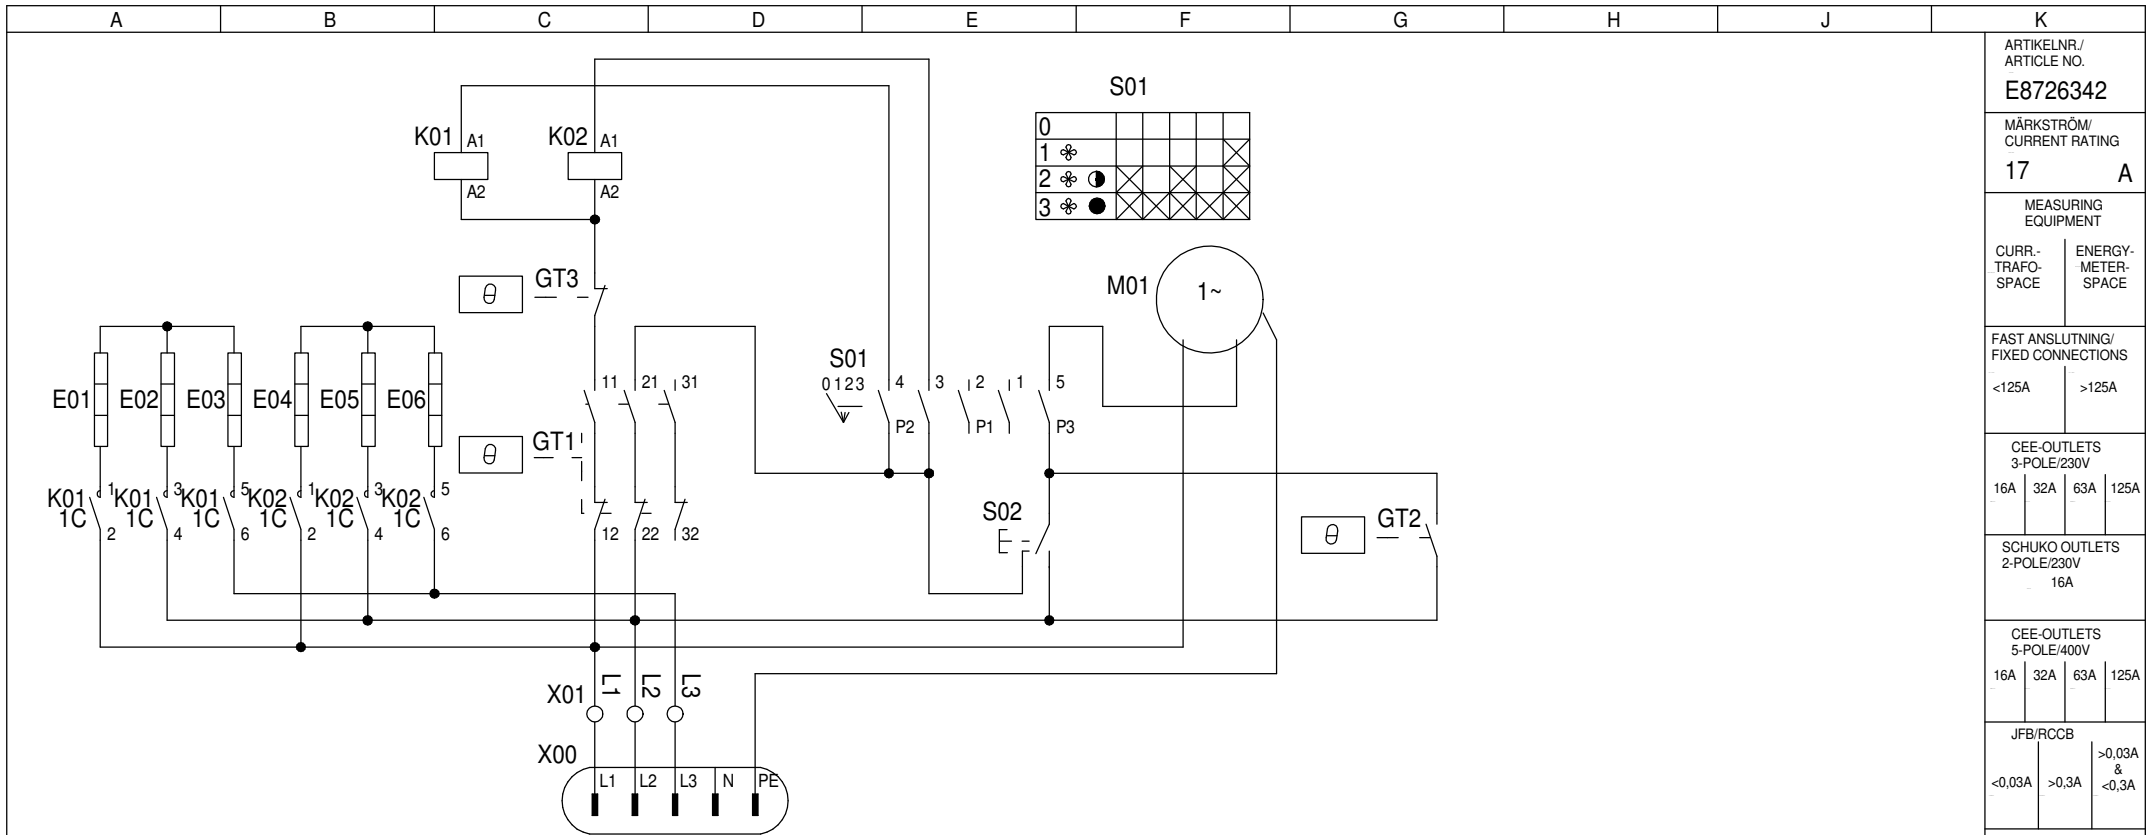 A B C D E F G H J K
ARTIKELNR./
ARTICLE NO.
E8726342
MÄRKSTRÖM/
CURRENT RATING
17 A
MEASURING
EQUIPMENT
CURR.-
TRAFO-
SPACE
ENERGY-
METER-
SPACE
FAST ANSLUTNING/
FIXED CONNECTIONS
<125A >125A
CEE-OUTLETS
3-POLE/230V
16A 32A 63A 125A
SCHUKO OUTLETS
2-POLE/230V
16A
CEE-OUTLETS
5-POLE/400V
16A 32A 63A 125A
JFB/RCCB
<0,03A >0,3A
>0,03A
&
<0,3A
S01
0
1
2
3
K01 A1 K02 A1
A2 A2
GT3
θ
M01 1~
S01
0 1 2 3
11 21 31
4 3 2 1 5
E01 E02 E03 E04 E05 E06
P2 P1 P3
GT1
θ
K01 1 K01 3 K01 5 K02 1 K02 3 K02 5
1C 1C 1C 1C 1C 1C
2 4 6 2 4 6
12 22 32
S02
GT2
θ
X01 L1 L2 L3
X00
L1 L2 L3 N PE